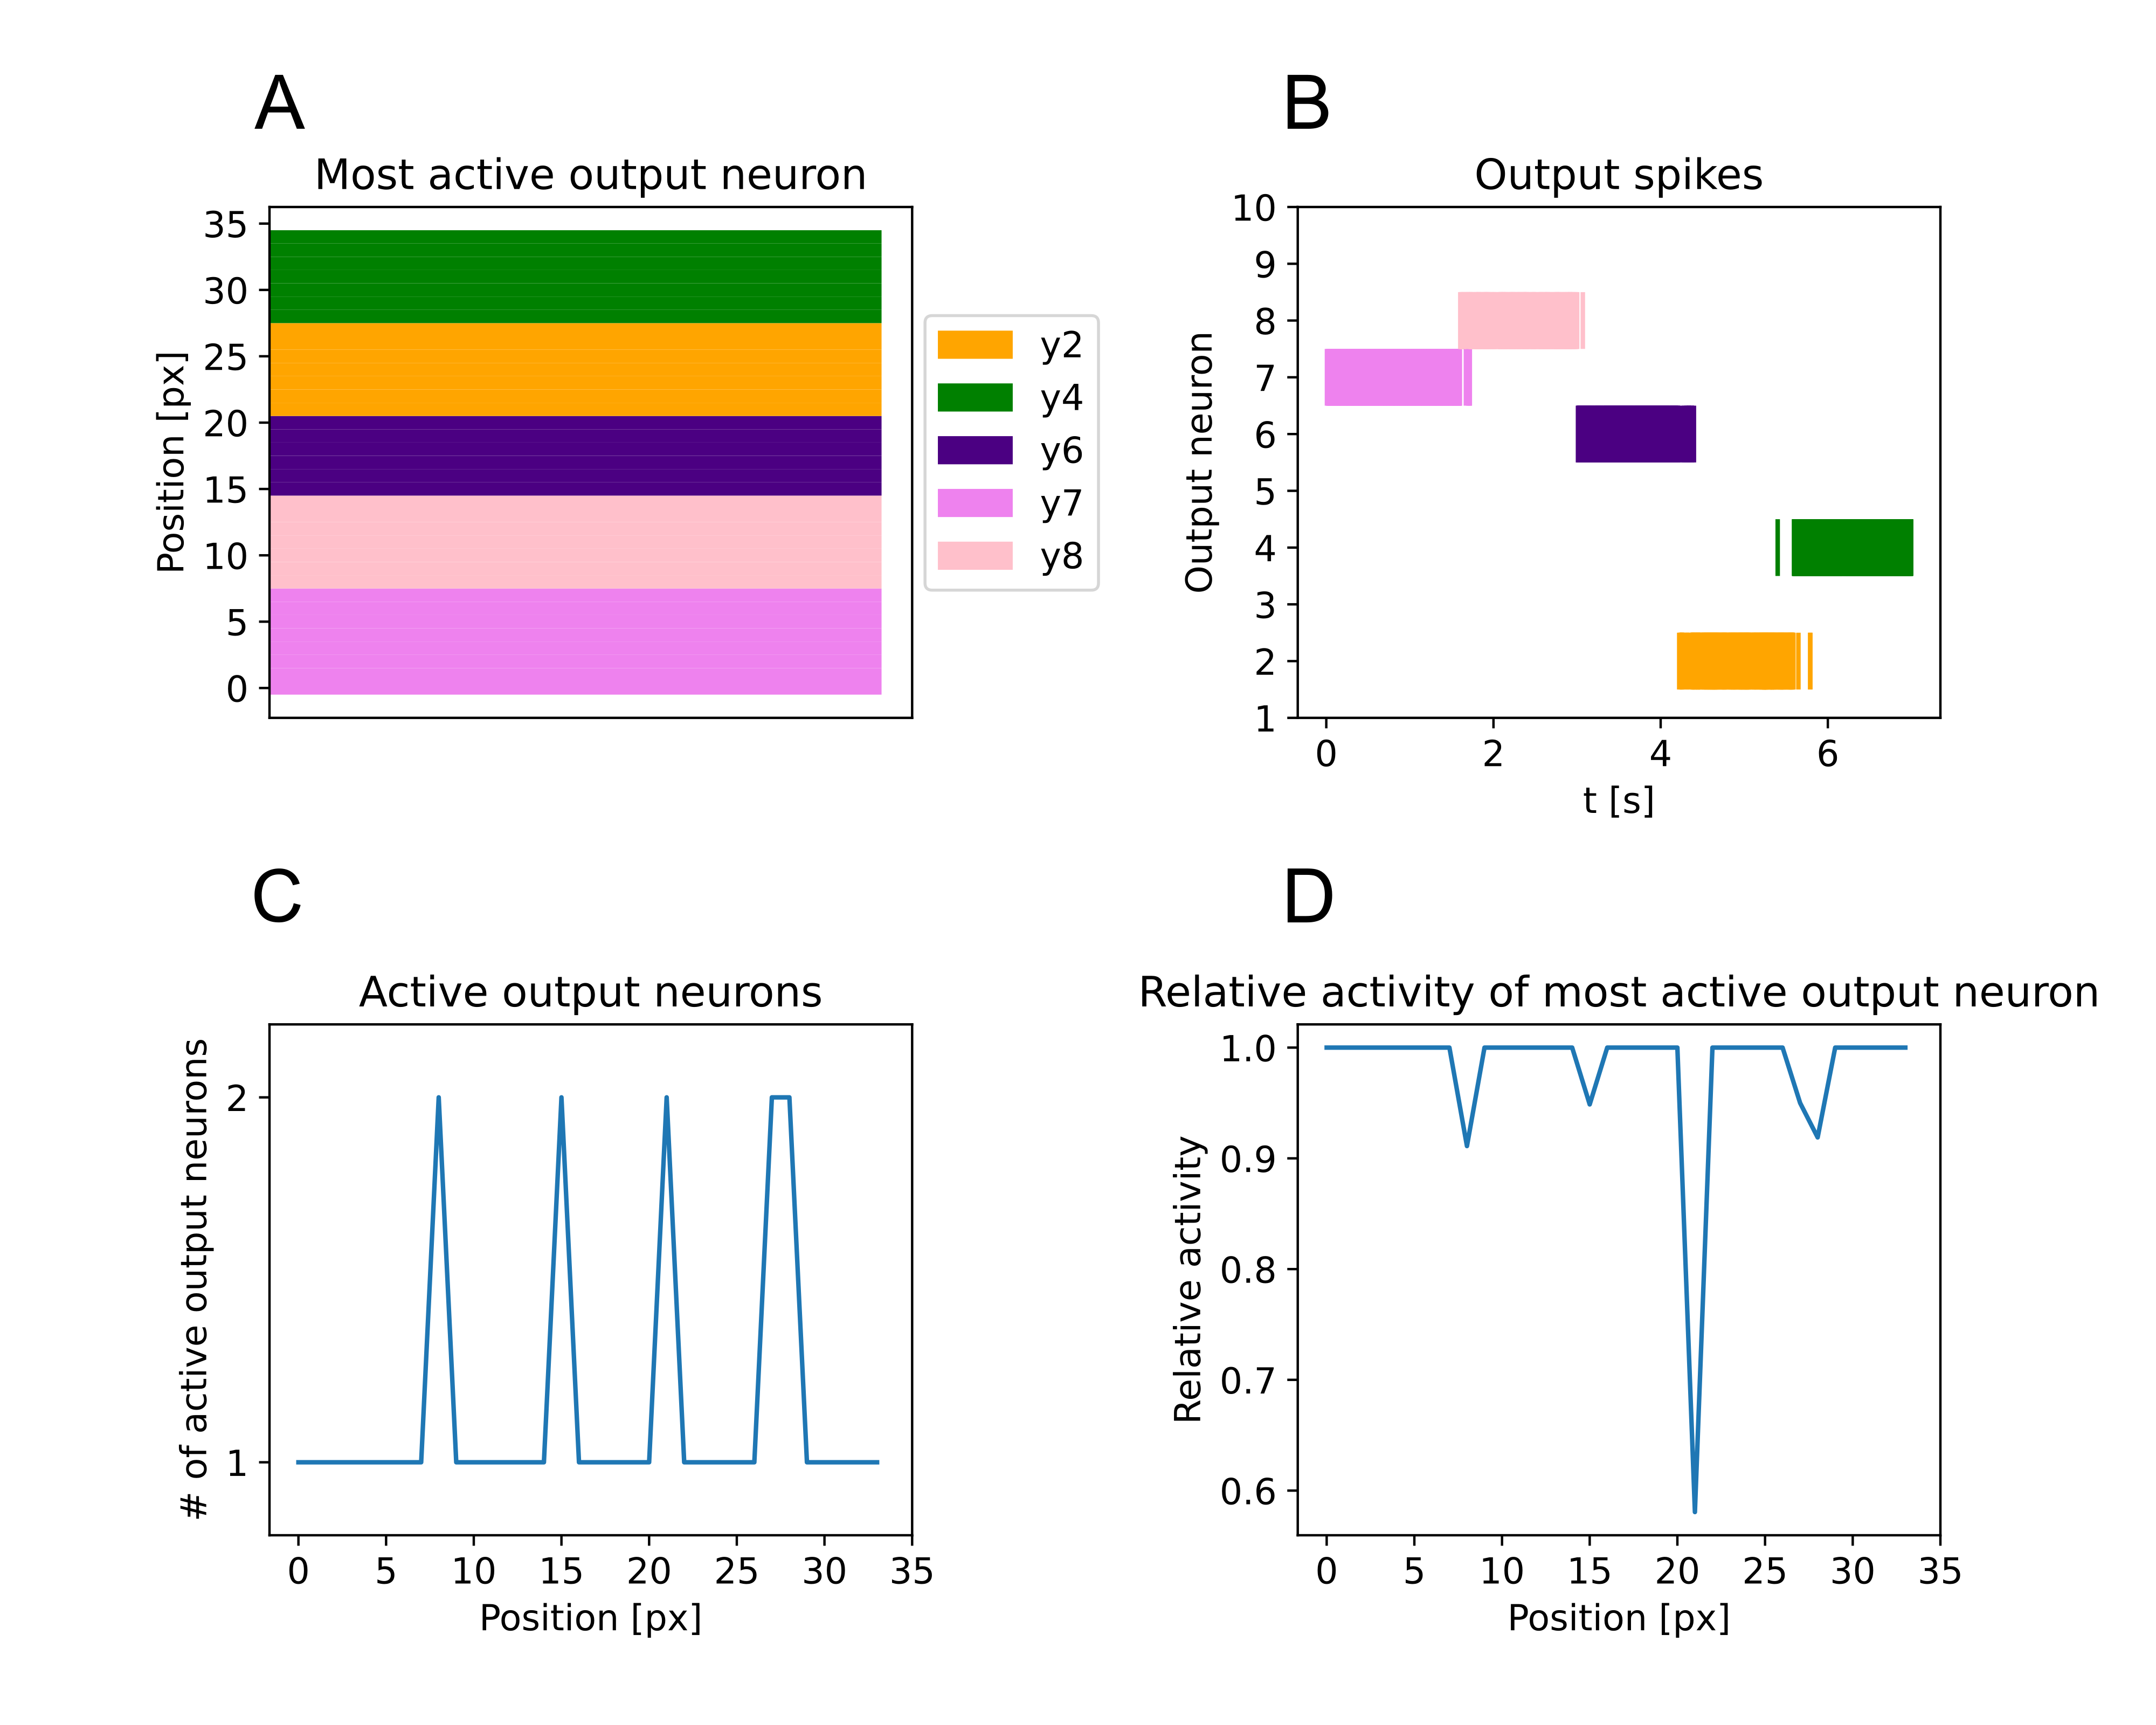 A
Most active output neuron
Position [px]
35
30
25
20
15
10
5
0
y2
y4
y6
y7
y8
B
Output spikes
Output neuron
10
9
8
7
6
5
4
3
2
1
0 2 4 6
t [s]
C
Active output neurons
# of active output neurons
2
1
0 5 10 15 20 25 30 35
Position [px]
D
Relative activity of most active output neuron
Relative activity
1.0
0.9
0.8
0.7
0.6
0 5 10 15 20 25 30 35
Position [px]